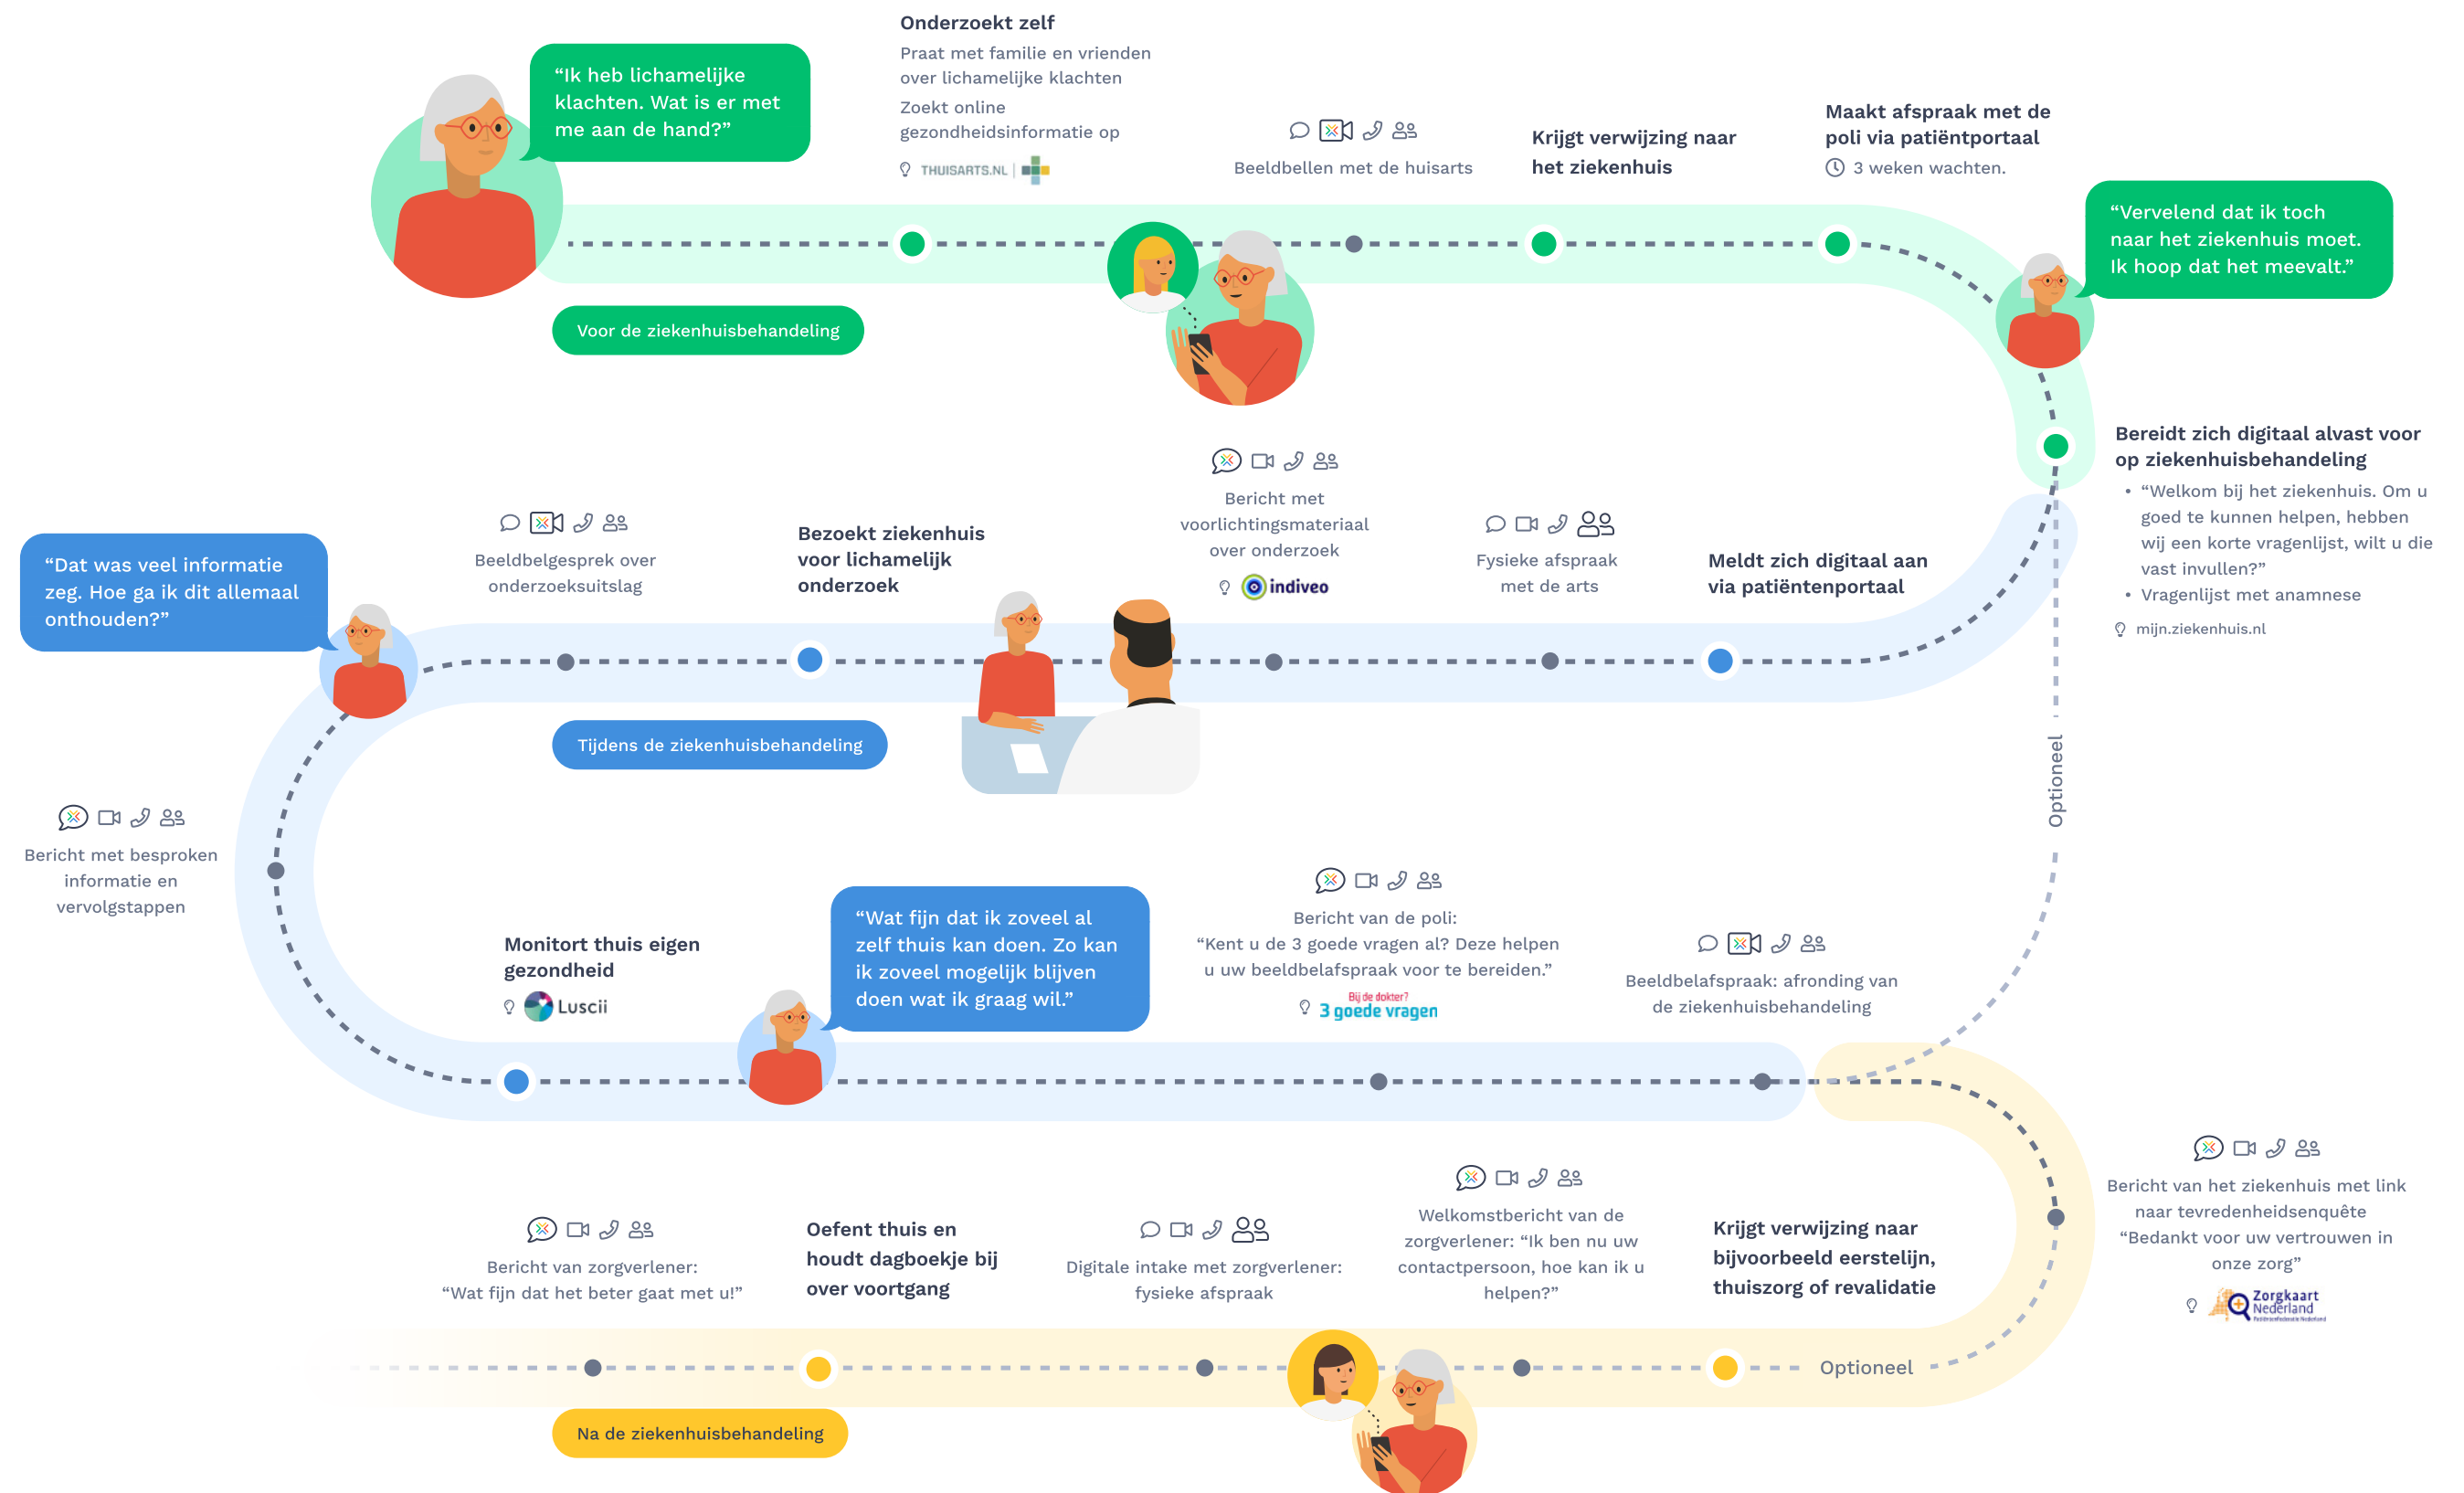 Onderzoekt zelf
Praat met familie en vrienden
over lichamelijke klachten
Zoekt online
gezondheidsinformatie op
THUISARTS.NL
“Ik heb lichamelijke
klachten. Wat is er met
me aan de hand?”
Beeldbellen met de huisarts
Krijgt verwijzing naar
het ziekenhuis
Maakt afspraak met de
poli via patiëntportaal
3 weken wachten.
“Vervelend dat ik toch
naar het ziekenhuis moet.
Ik hoop dat het meevalt.”
Voor de ziekenhuisbehandeling
Bereidt zich digitaal alvast voor
op ziekenhuisbehandeling
• “Welkom bij het ziekenhuis. Om u
goed te kunnen helpen, hebben
wij een korte vragenlijst, wilt u die
vast invullen?”
• Vragenlijst met anamnese
mijn.ziekenhuis.nl
Meldt zich digitaal aan
via patiëntenportaal
Fysieke afspraak
met de arts
Bericht met
voorlichtingsmateriaal
over onderzoek
indiveo
Bezoekt ziekenhuis
voor lichamelijk
onderzoek
Beeldbelgesprek over
onderzoeksuitslag
“Dat was veel informatie
zeg. Hoe ga ik dit allemaal
onthouden?”
Tijdens de ziekenhuisbehandeling
Optioneel
Bericht met besproken
informatie en
vervolgstappen
Monitort thuis eigen
gezondheid
Luscii
“Wat fijn dat ik zoveel al
zelf thuis kan doen. Zo kan
ik zoveel mogelijk blijven
doen wat ik graag wil.”
Bericht van de poli:
“Kent u de 3 goede vragen al? Deze helpen
u uw beeldbelafspraak voor te bereiden.”
Bij de dokter?
3 goede vragen
Beeldbelafspraak: afronding van
de ziekenhuisbehandeling
Bericht van het ziekenhuis met link
naar tevredenheidsenquête
“Bedankt voor uw vertrouwen in
onze zorg”
Zorgkaart
Nederland
Patiëntenfederatie Nederland
Optioneel
Krijgt verwijzing naar
bijvoorbeeld eerstelijn,
thuiszorg of revalidatie
Welkomstbericht van de
zorgverlener: “Ik ben nu uw
contactpersoon, hoe kan ik u
helpen?”
Digitale intake met zorgverlener:
fysieke afspraak
Oefent thuis en
houdt dagboekje bij
over voortgang
Bericht van zorgverlener:
“Wat fijn dat het beter gaat met u!”
Na de ziekenhuisbehandeling